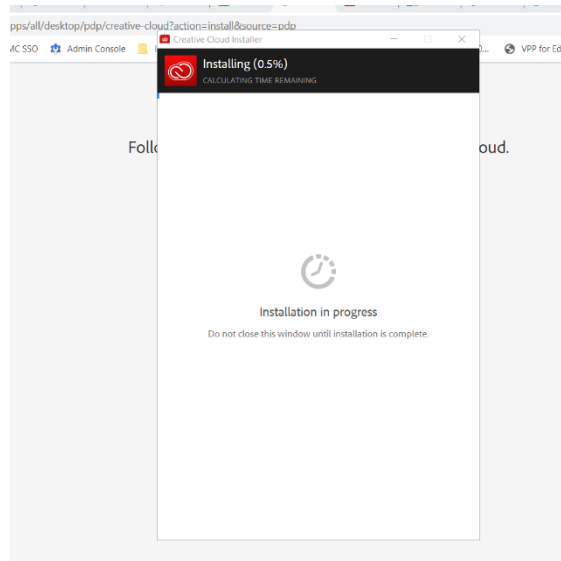 pps/all/desktop/pdp/creative-cloud?action=install&source=pdp
MC SSO Admin Console VPP for Ed
Creative Cloud Installer
Installing (0.5%)
CALCULATING TIME REMAINING
Follo oud.
Installation in progress
Do not close this window until installation is complete.